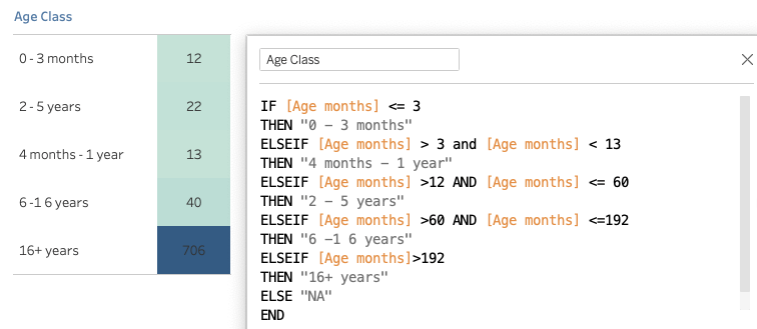 Age Class
0 - 3 months 12
2 - 5 years 22
4 months - 1 year 13
6 -1 6 years 40
16+ years 706
Age Class
IF [Age months] <= 3
THEN "0 – 3 months"
ELSEIF [Age months] > 3 and [Age months] < 13
THEN "4 months – 1 year"
ELSEIF [Age months] >12 AND [Age months] <= 60
THEN "2 – 5 years"
ELSEIF [Age months] >60 AND [Age months] <=192
THEN "6 –1 6 years"
ELSEIF [Age months]>192
THEN "16+ years"
ELSE "NA"
END